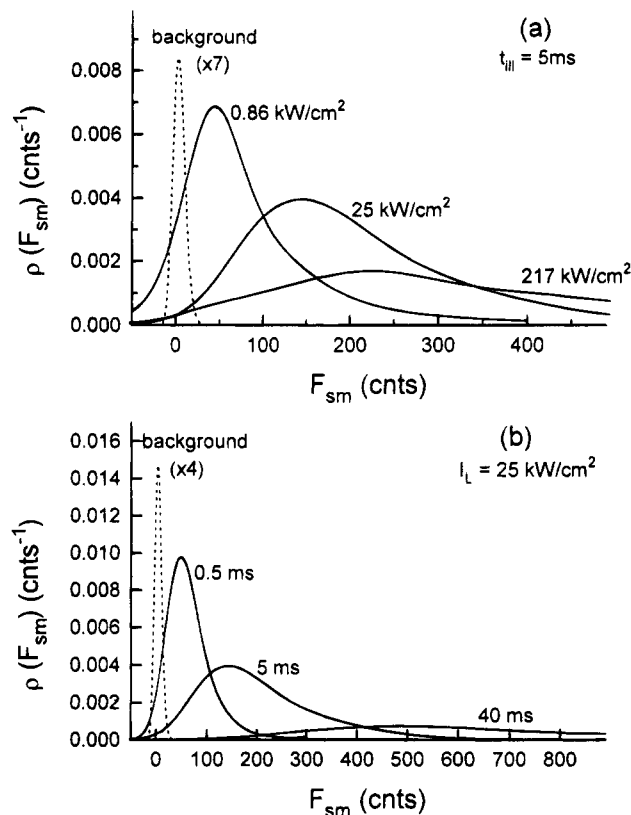 (a)
background
(x7)
t_ill = 5ms
0.008
0.86 kW/cm²
0.006
25 kW/cm²
0.004
0.002
217 kW/cm²
0.000
ρ (F_sm) (cnts⁻¹)
0 100 200 300 400
F_sm (cnts)
(b)
0.016
background
(x4)
I_L = 25 kW/cm²
0.014
0.012
0.010
0.5 ms
0.008
0.006
0.004
5 ms
0.002
40 ms
0.000
ρ (F_sm) (cnts⁻¹)
0 100 200 300 400 500 600 700 800
F_sm (cnts)